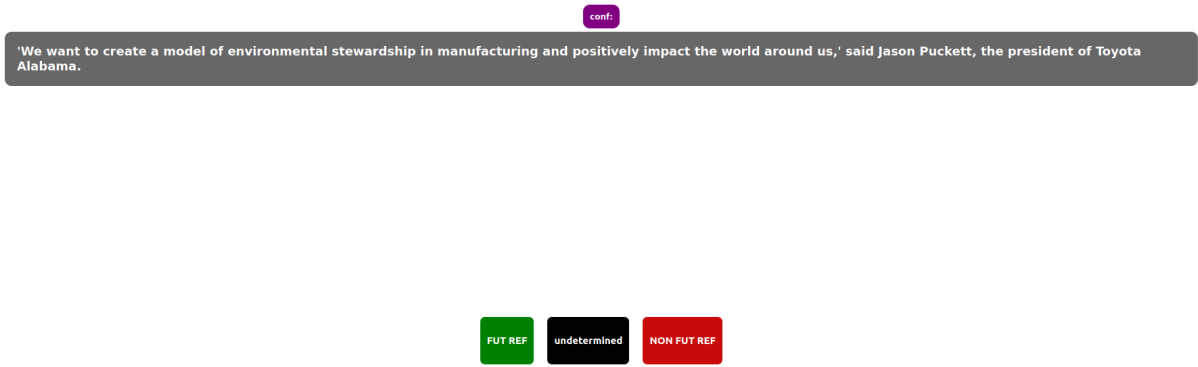 conf:
'We want to create a model of environmental stewardship in manufacturing and positively impact the world around us,' said Jason Puckett, the president of Toyota
Alabama.
FUT REF
undetermined
NON FUT REF